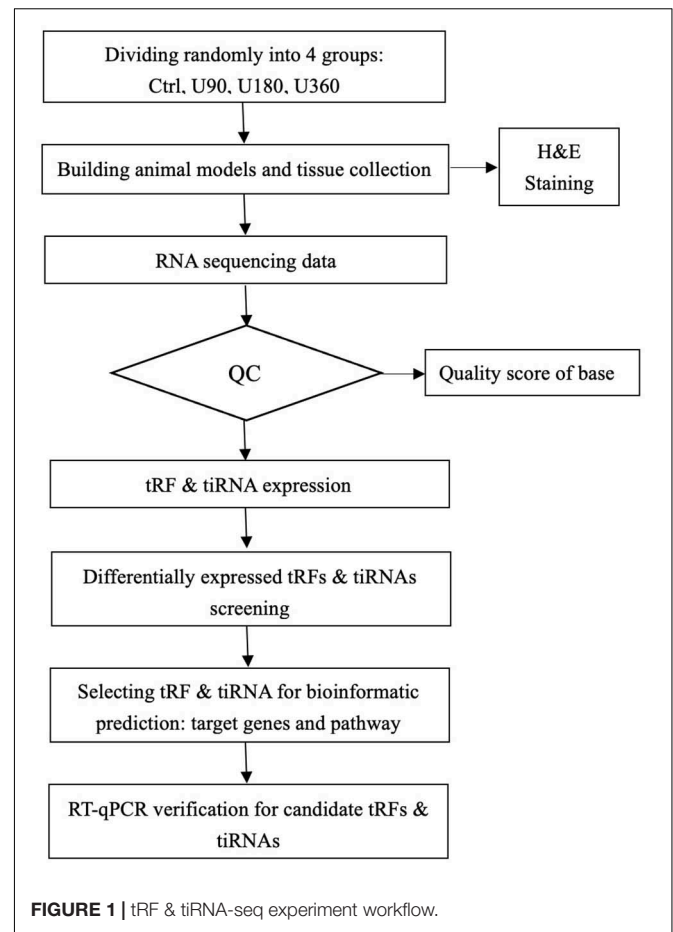 Dividing randomly into 4 groups:
Ctrl, U90, U180, U360
Building animal models and tissue collection
H&E
Staining
RNA sequencing data
QC
Quality score of base
tRF & tiRNA expression
Differentially expressed tRFs & tiRNAs
screening
Selecting tRF & tiRNA for bioinformatic
prediction: target genes and pathway
RT-qPCR verification for candidate tRFs &
tiRNAs
FIGURE 1 | tRF & tiRNA-seq experiment workflow.